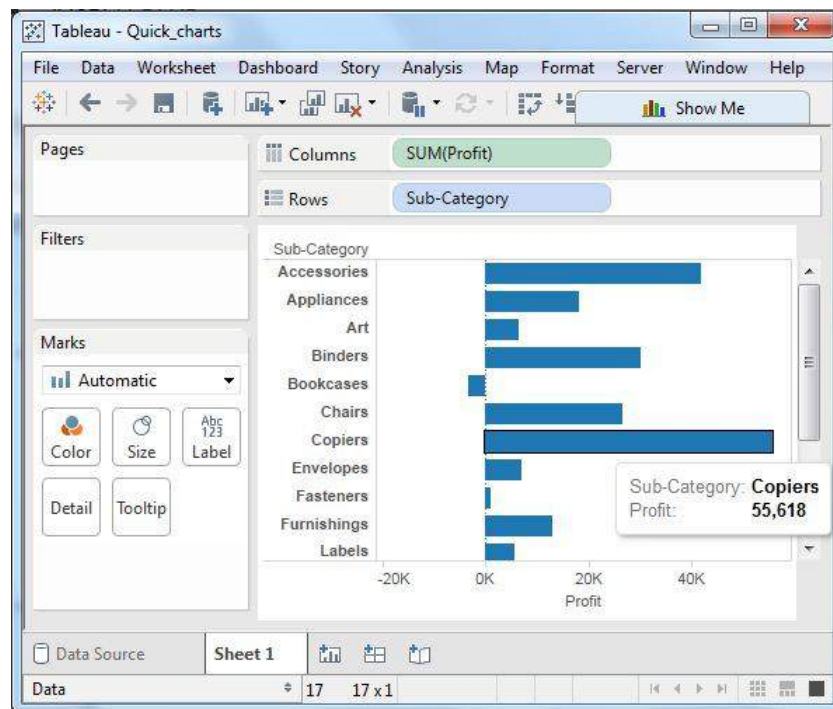 Tableau - Quick_charts
File Data Worksheet Dashboard Story Analysis Map Format Server Window Help
Show Me
Pages
Columns SUM(Profit)
Rows Sub-Category
Filters
Sub-Category
Accessories
Appliances
Art
Binders
Bookcases
Chairs
Copiers
Envelopes
Fasteners
Furnishings
Labels
Marks
Automatic
Color
Size
Abc
123
Label
Detail
Tooltip
Sub-Category: Copiers
Profit: 55,618
-20K 0K 20K 40K
Profit
Data Source Sheet 1
Data 17 17 x 1